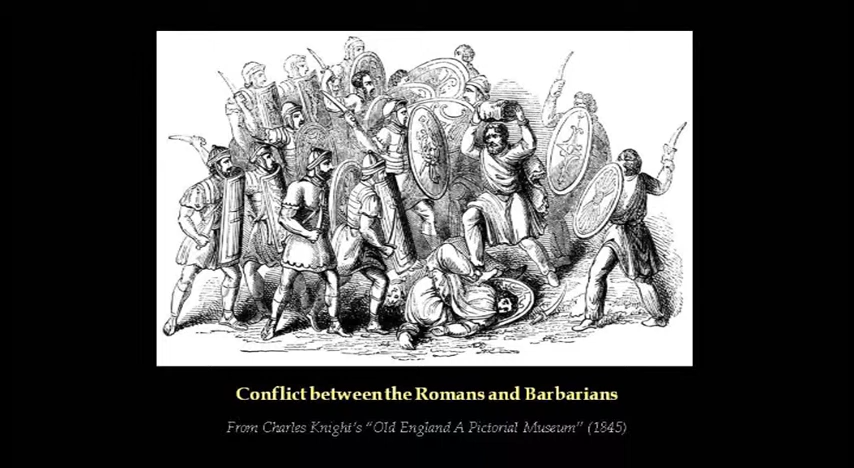 Conflict between the Romans and Barbarians
From Charles Knight's "Old England A Pictorial Museum" (1845)